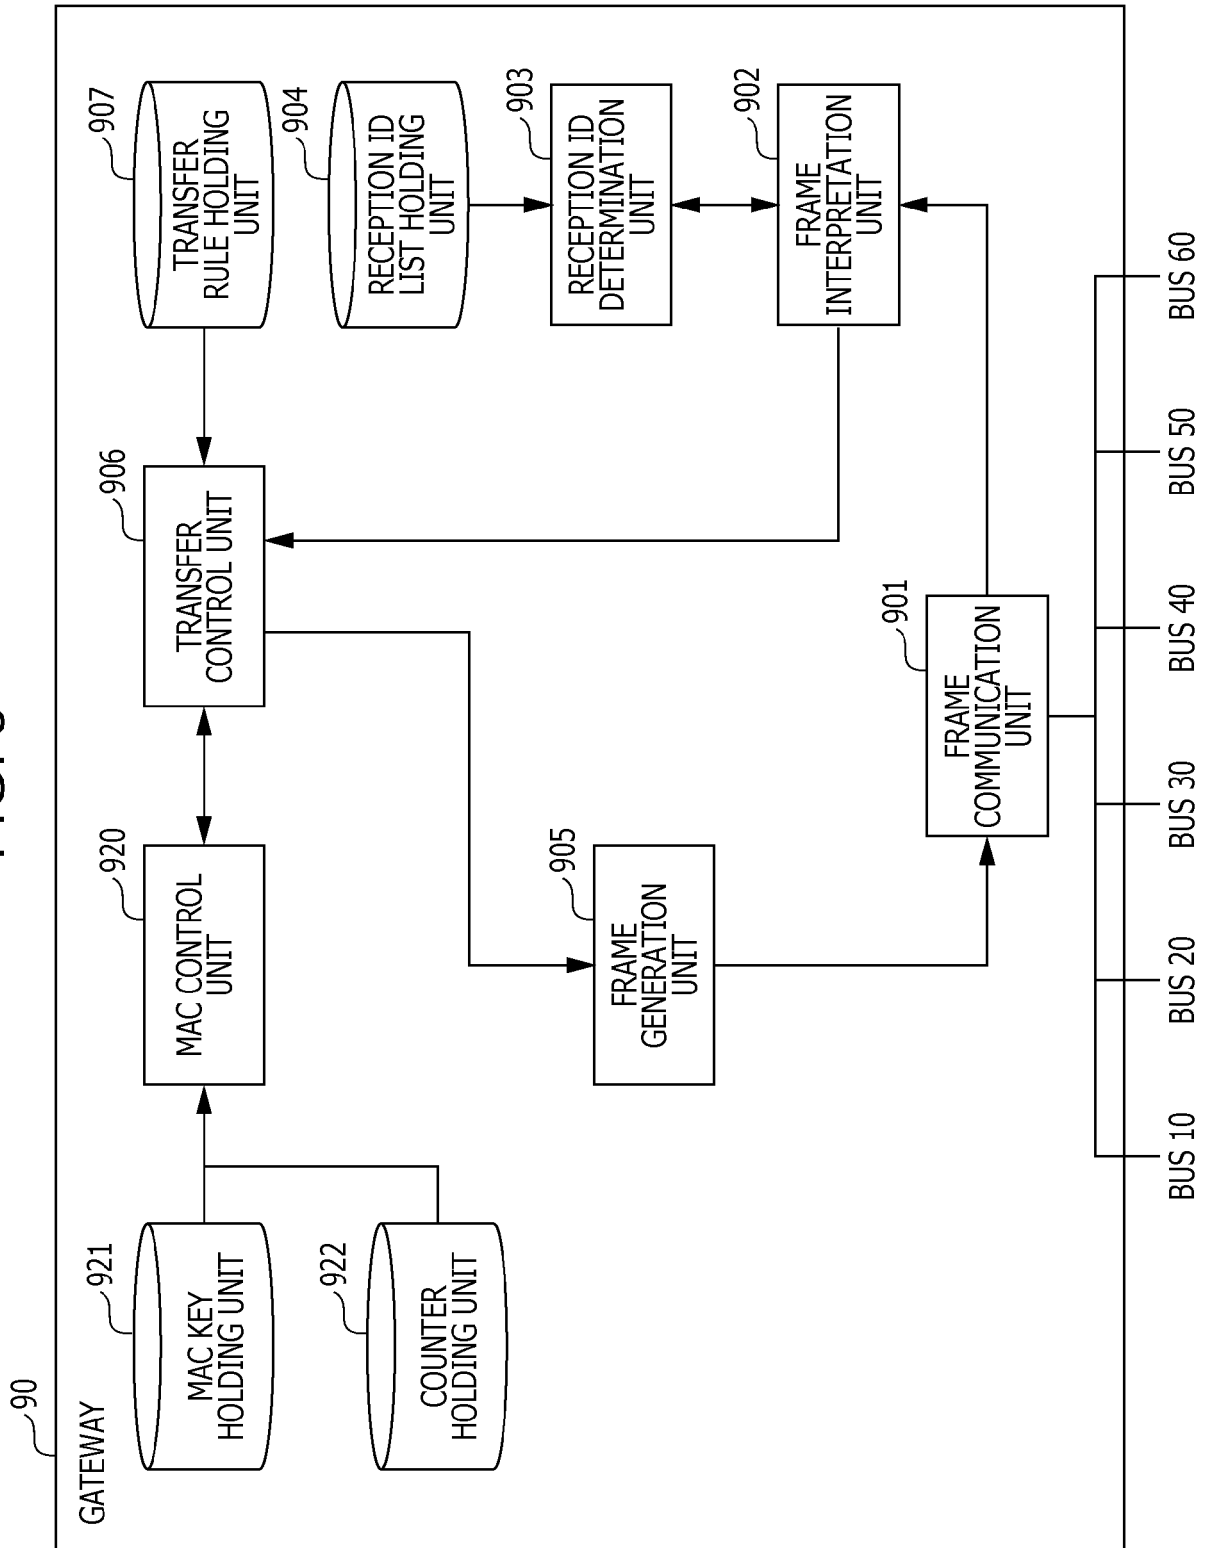 90
GATEWAY
921
MAC KEY
HOLDING UNIT
920
MAC CONTROL
UNIT
906
TRANSFER
CONTROL UNIT
907
TRANSFER
RULE HOLDING
UNIT
922
COUNTER
HOLDING UNIT
904
RECEPTION ID
LIST HOLDING
UNIT
905
FRAME
GENERATION
UNIT
903
RECEPTION ID
DETERMINATION
UNIT
902
FRAME
INTERPRETATION
UNIT
901
FRAME
COMMUNICATION
UNIT
BUS 10
BUS 20
BUS 30
BUS 40
BUS 50
BUS 60